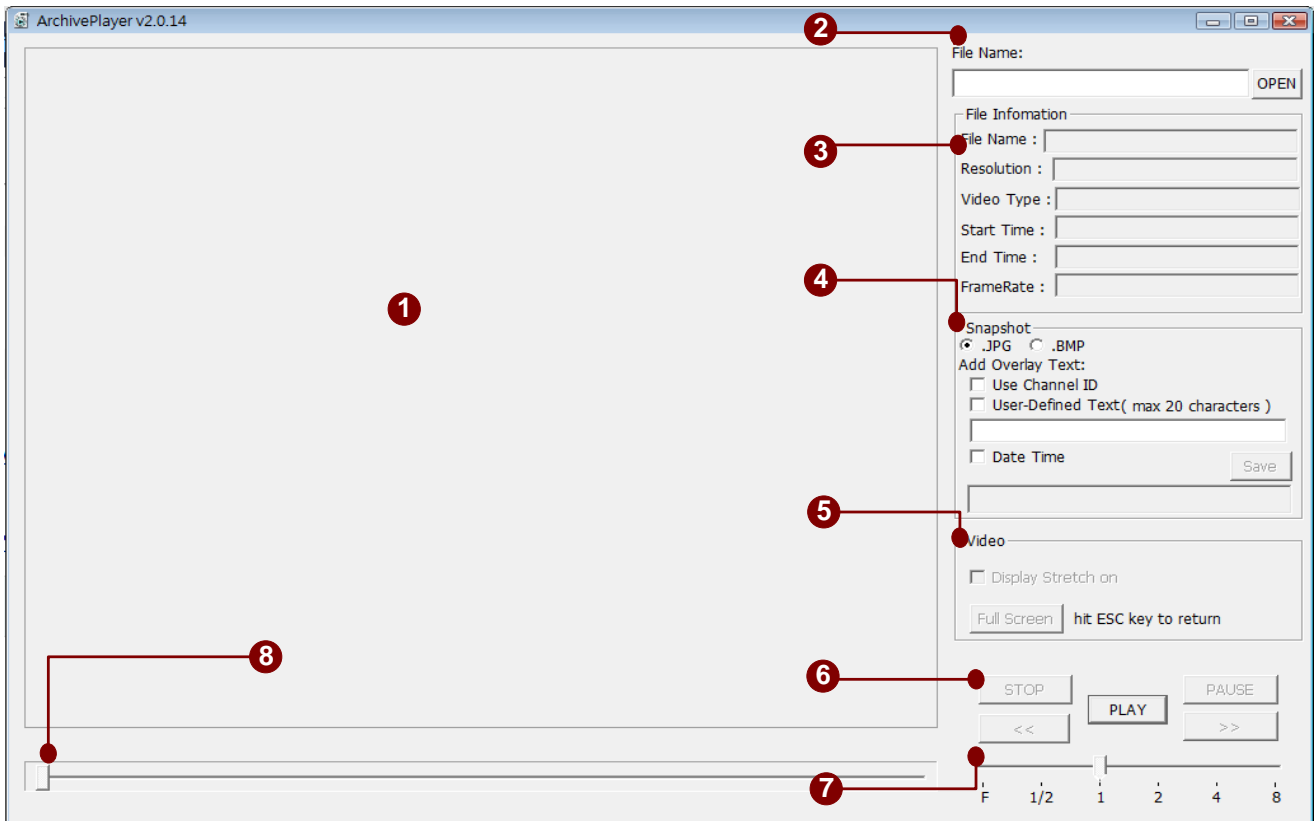 ArchivePlayer v2.0.14
2
File Name:
OPEN
File Infomation
3
File Name :
Resolution :
Video Type :
Start Time :
End Time :
4
FrameRate :
1
Snapshot
.JPG .BMP
Add Overlay Text:
Use Channel ID
User-Defined Text( max 20 characters )
Date Time
Save
5
Video
Display Stretch on
Full Screen hit ESC key to return
8
6
STOP PLAY PAUSE
<< >>
7
F 1/2 1 2 4 8